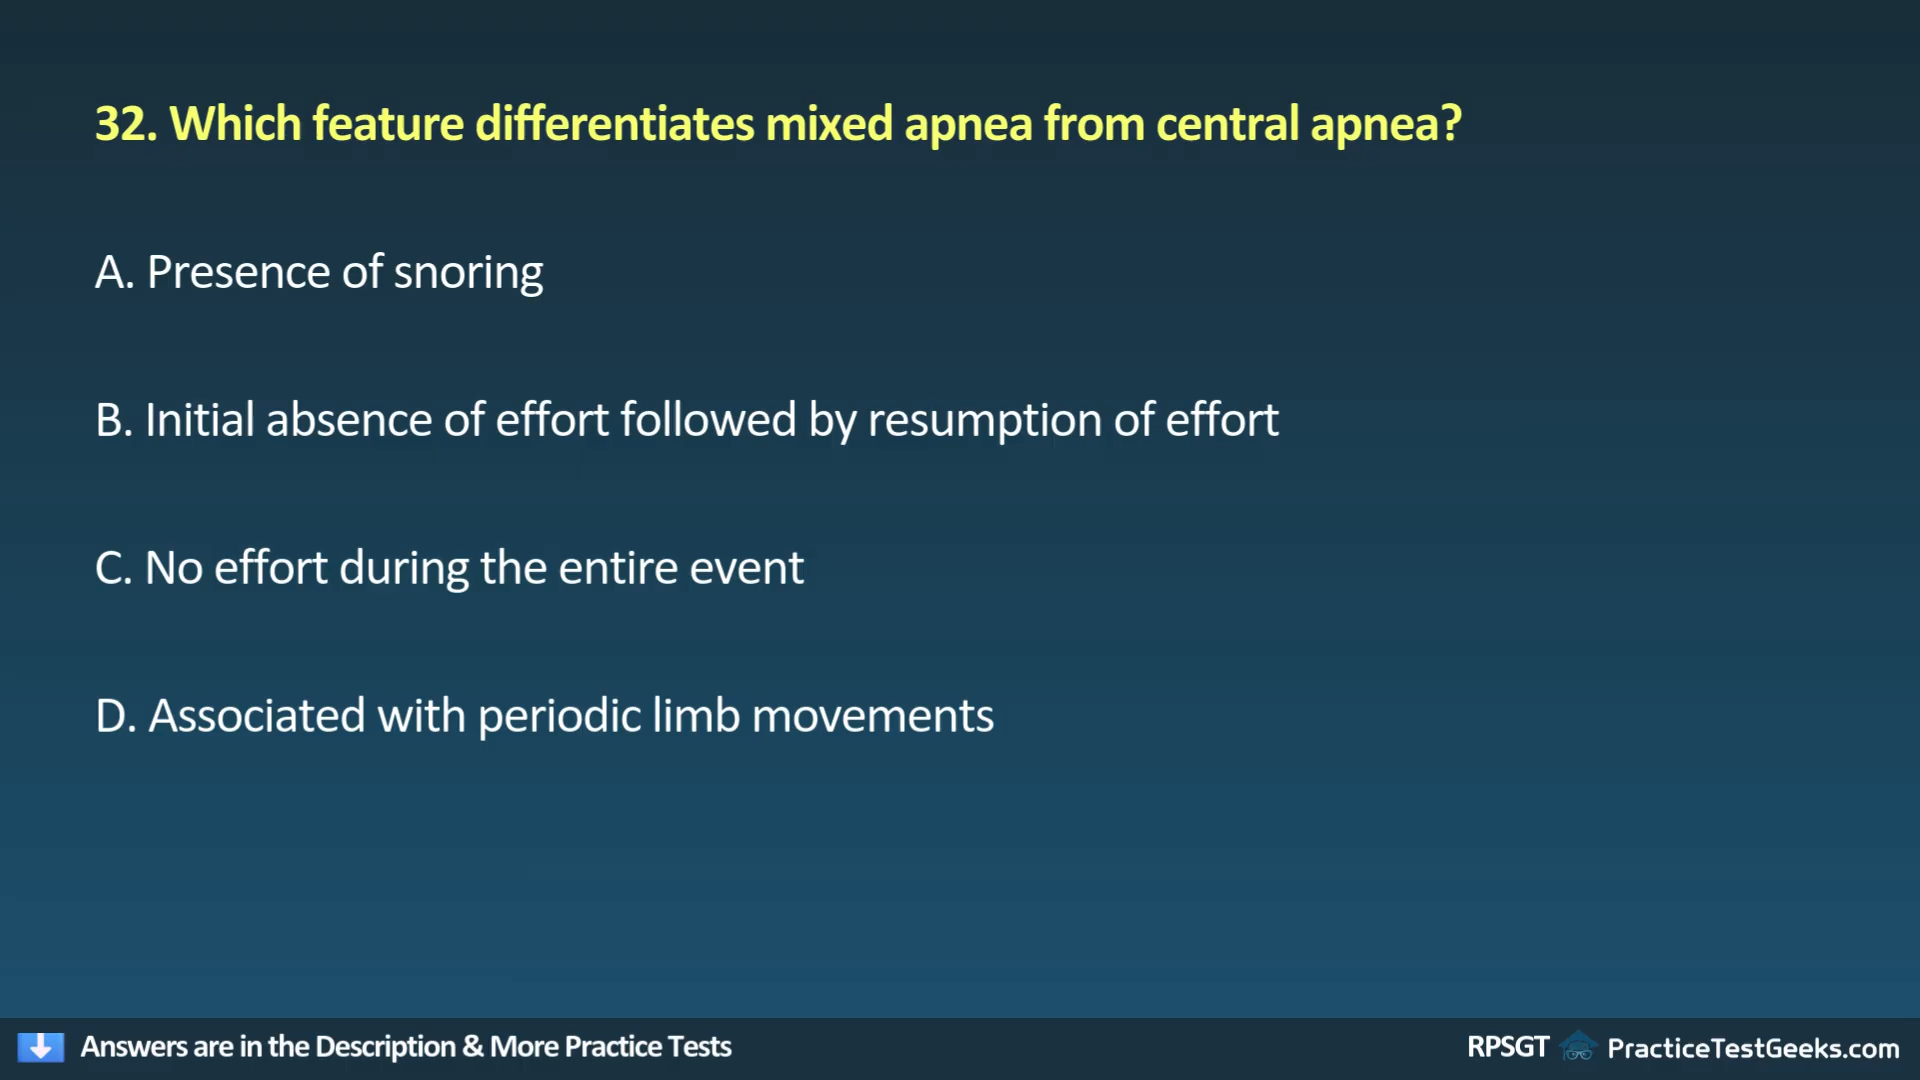 32. Which feature differentiates mixed apnea from central apnea?
A. Presence of snoring
B. Initial absence of effort followed by resumption of effort
C. No effort during the entire event
D. Associated with periodic limb movements
Answers are in the Description & More Practice Tests
RPSGT PracticeTestGeeks.com